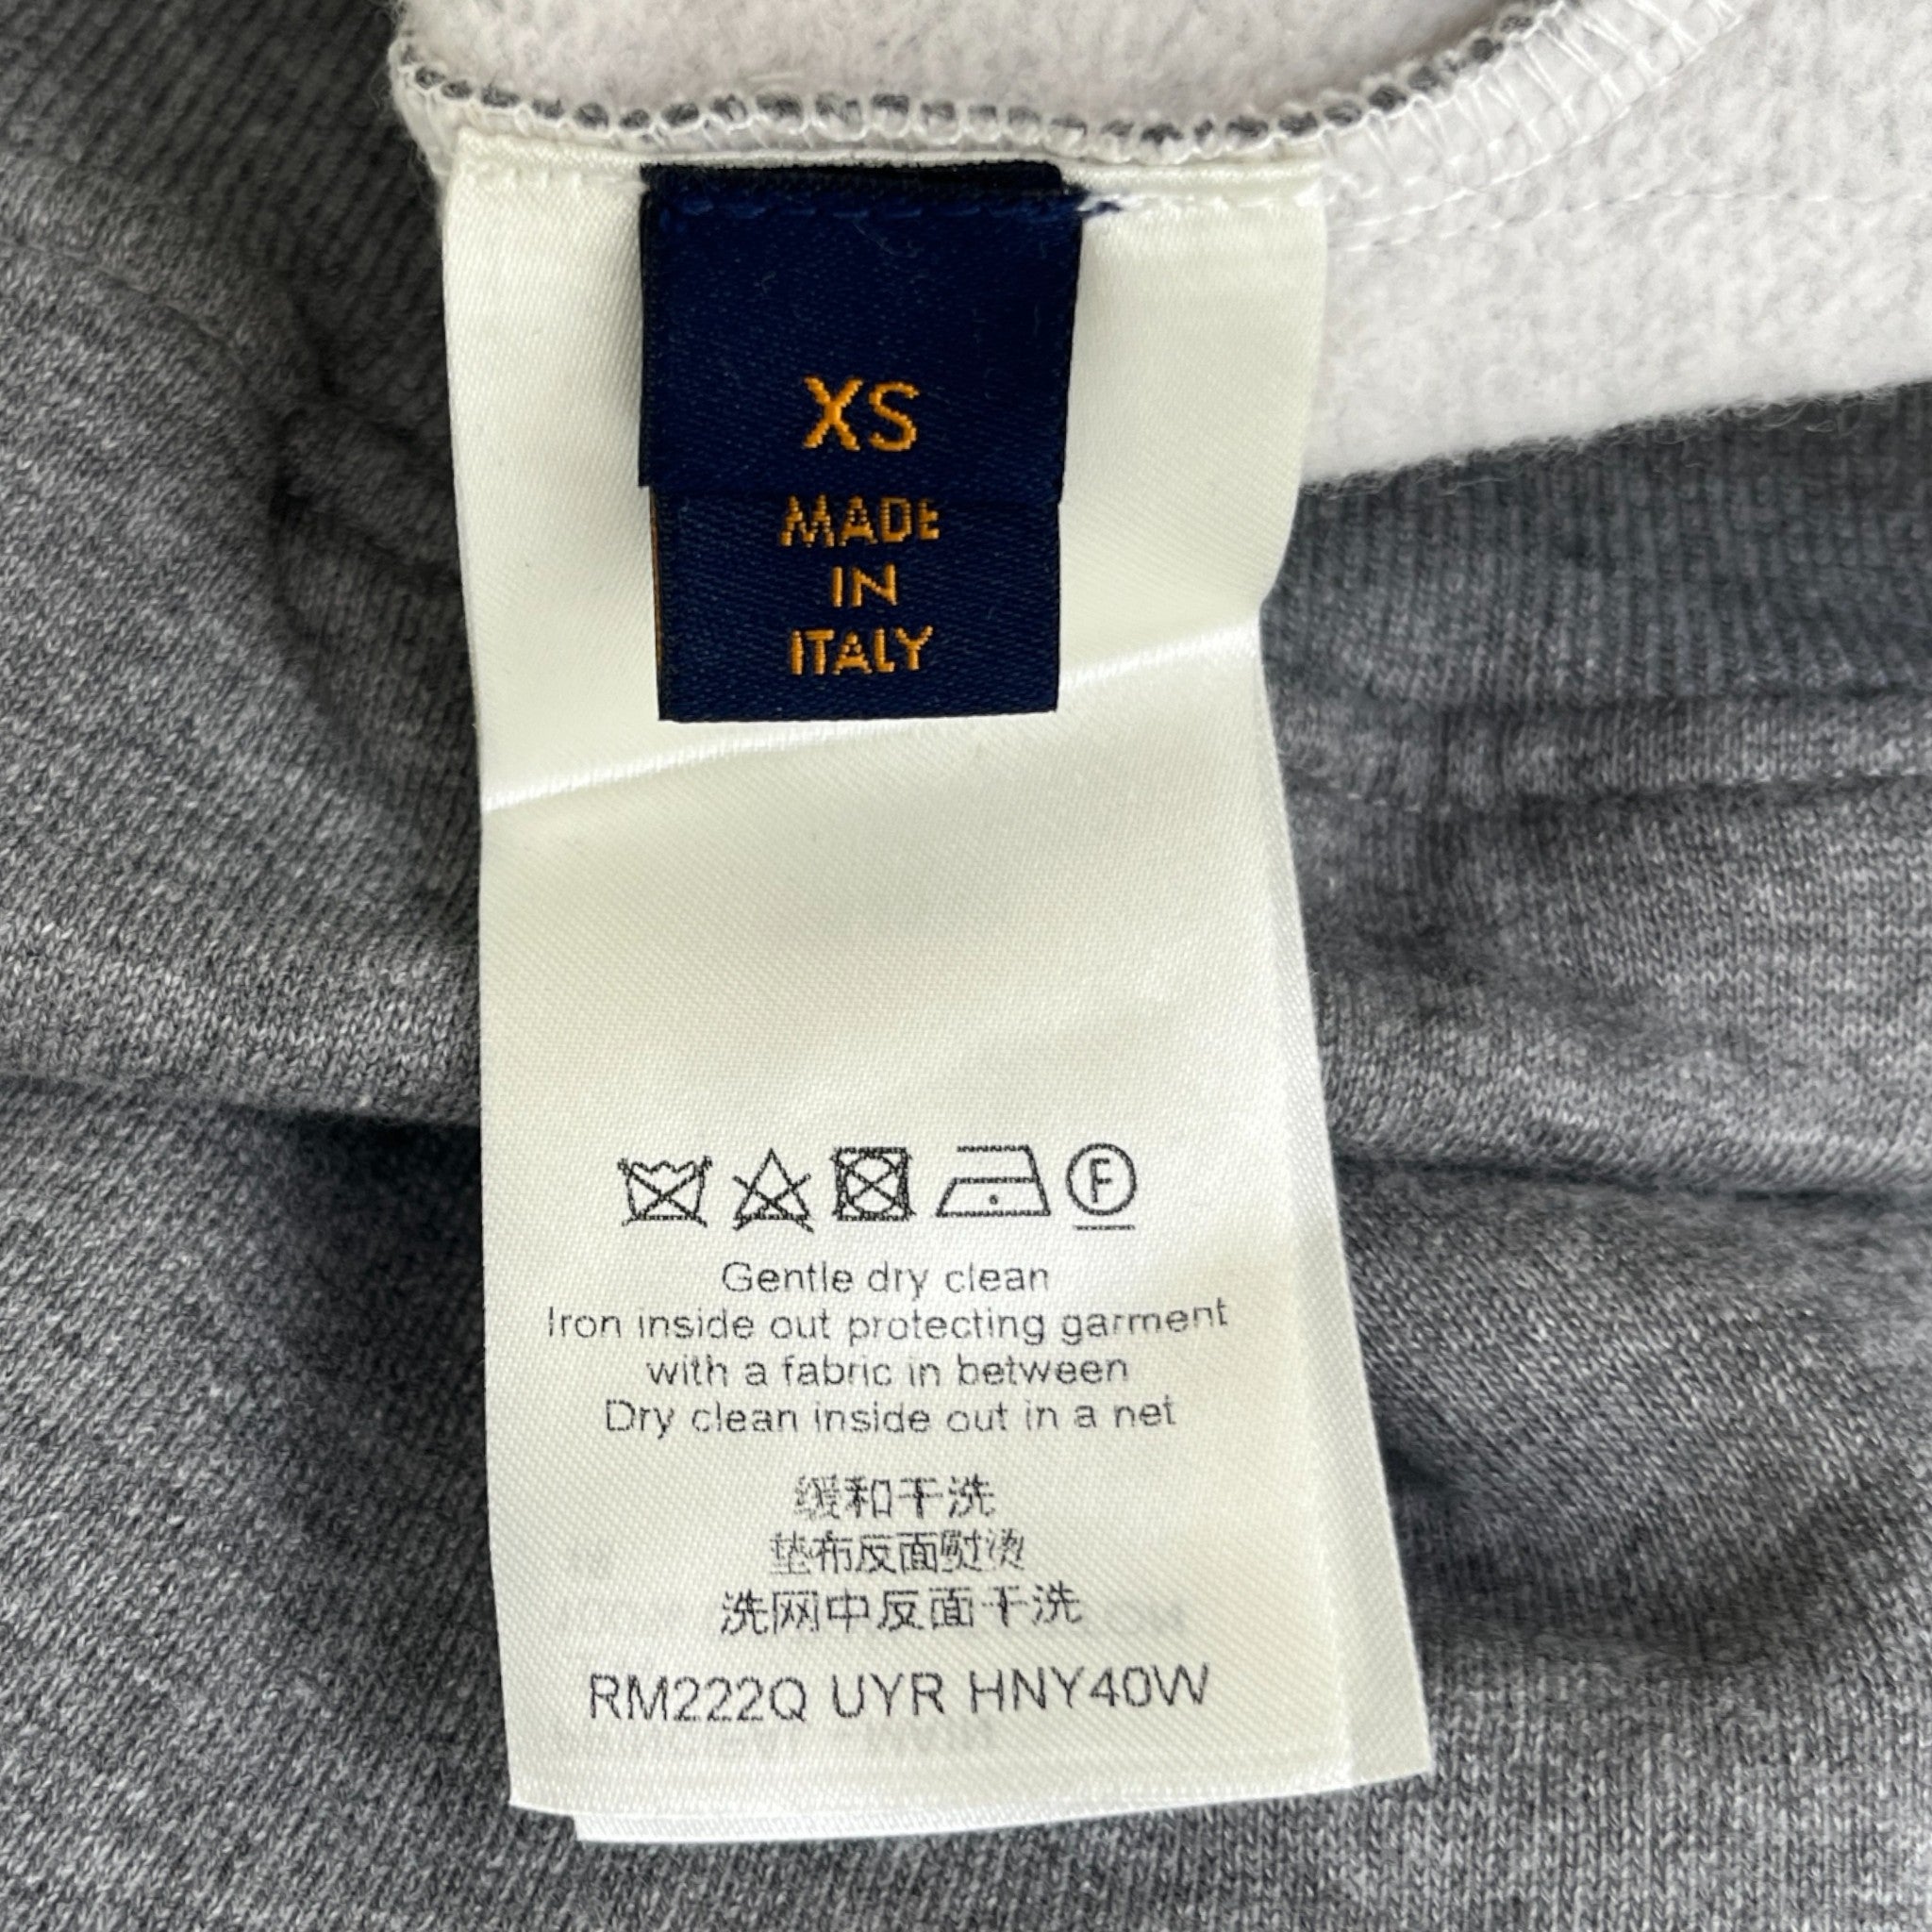 XS
MADE
IN
ITALY
F
Gentle dry clean
Iron inside out protecting garment
with a fabric in between
Dry clean inside out in a net
缓和干洗
垫布反面熨烫
洗网中反面干洗
RM222Q UYR HNY40W